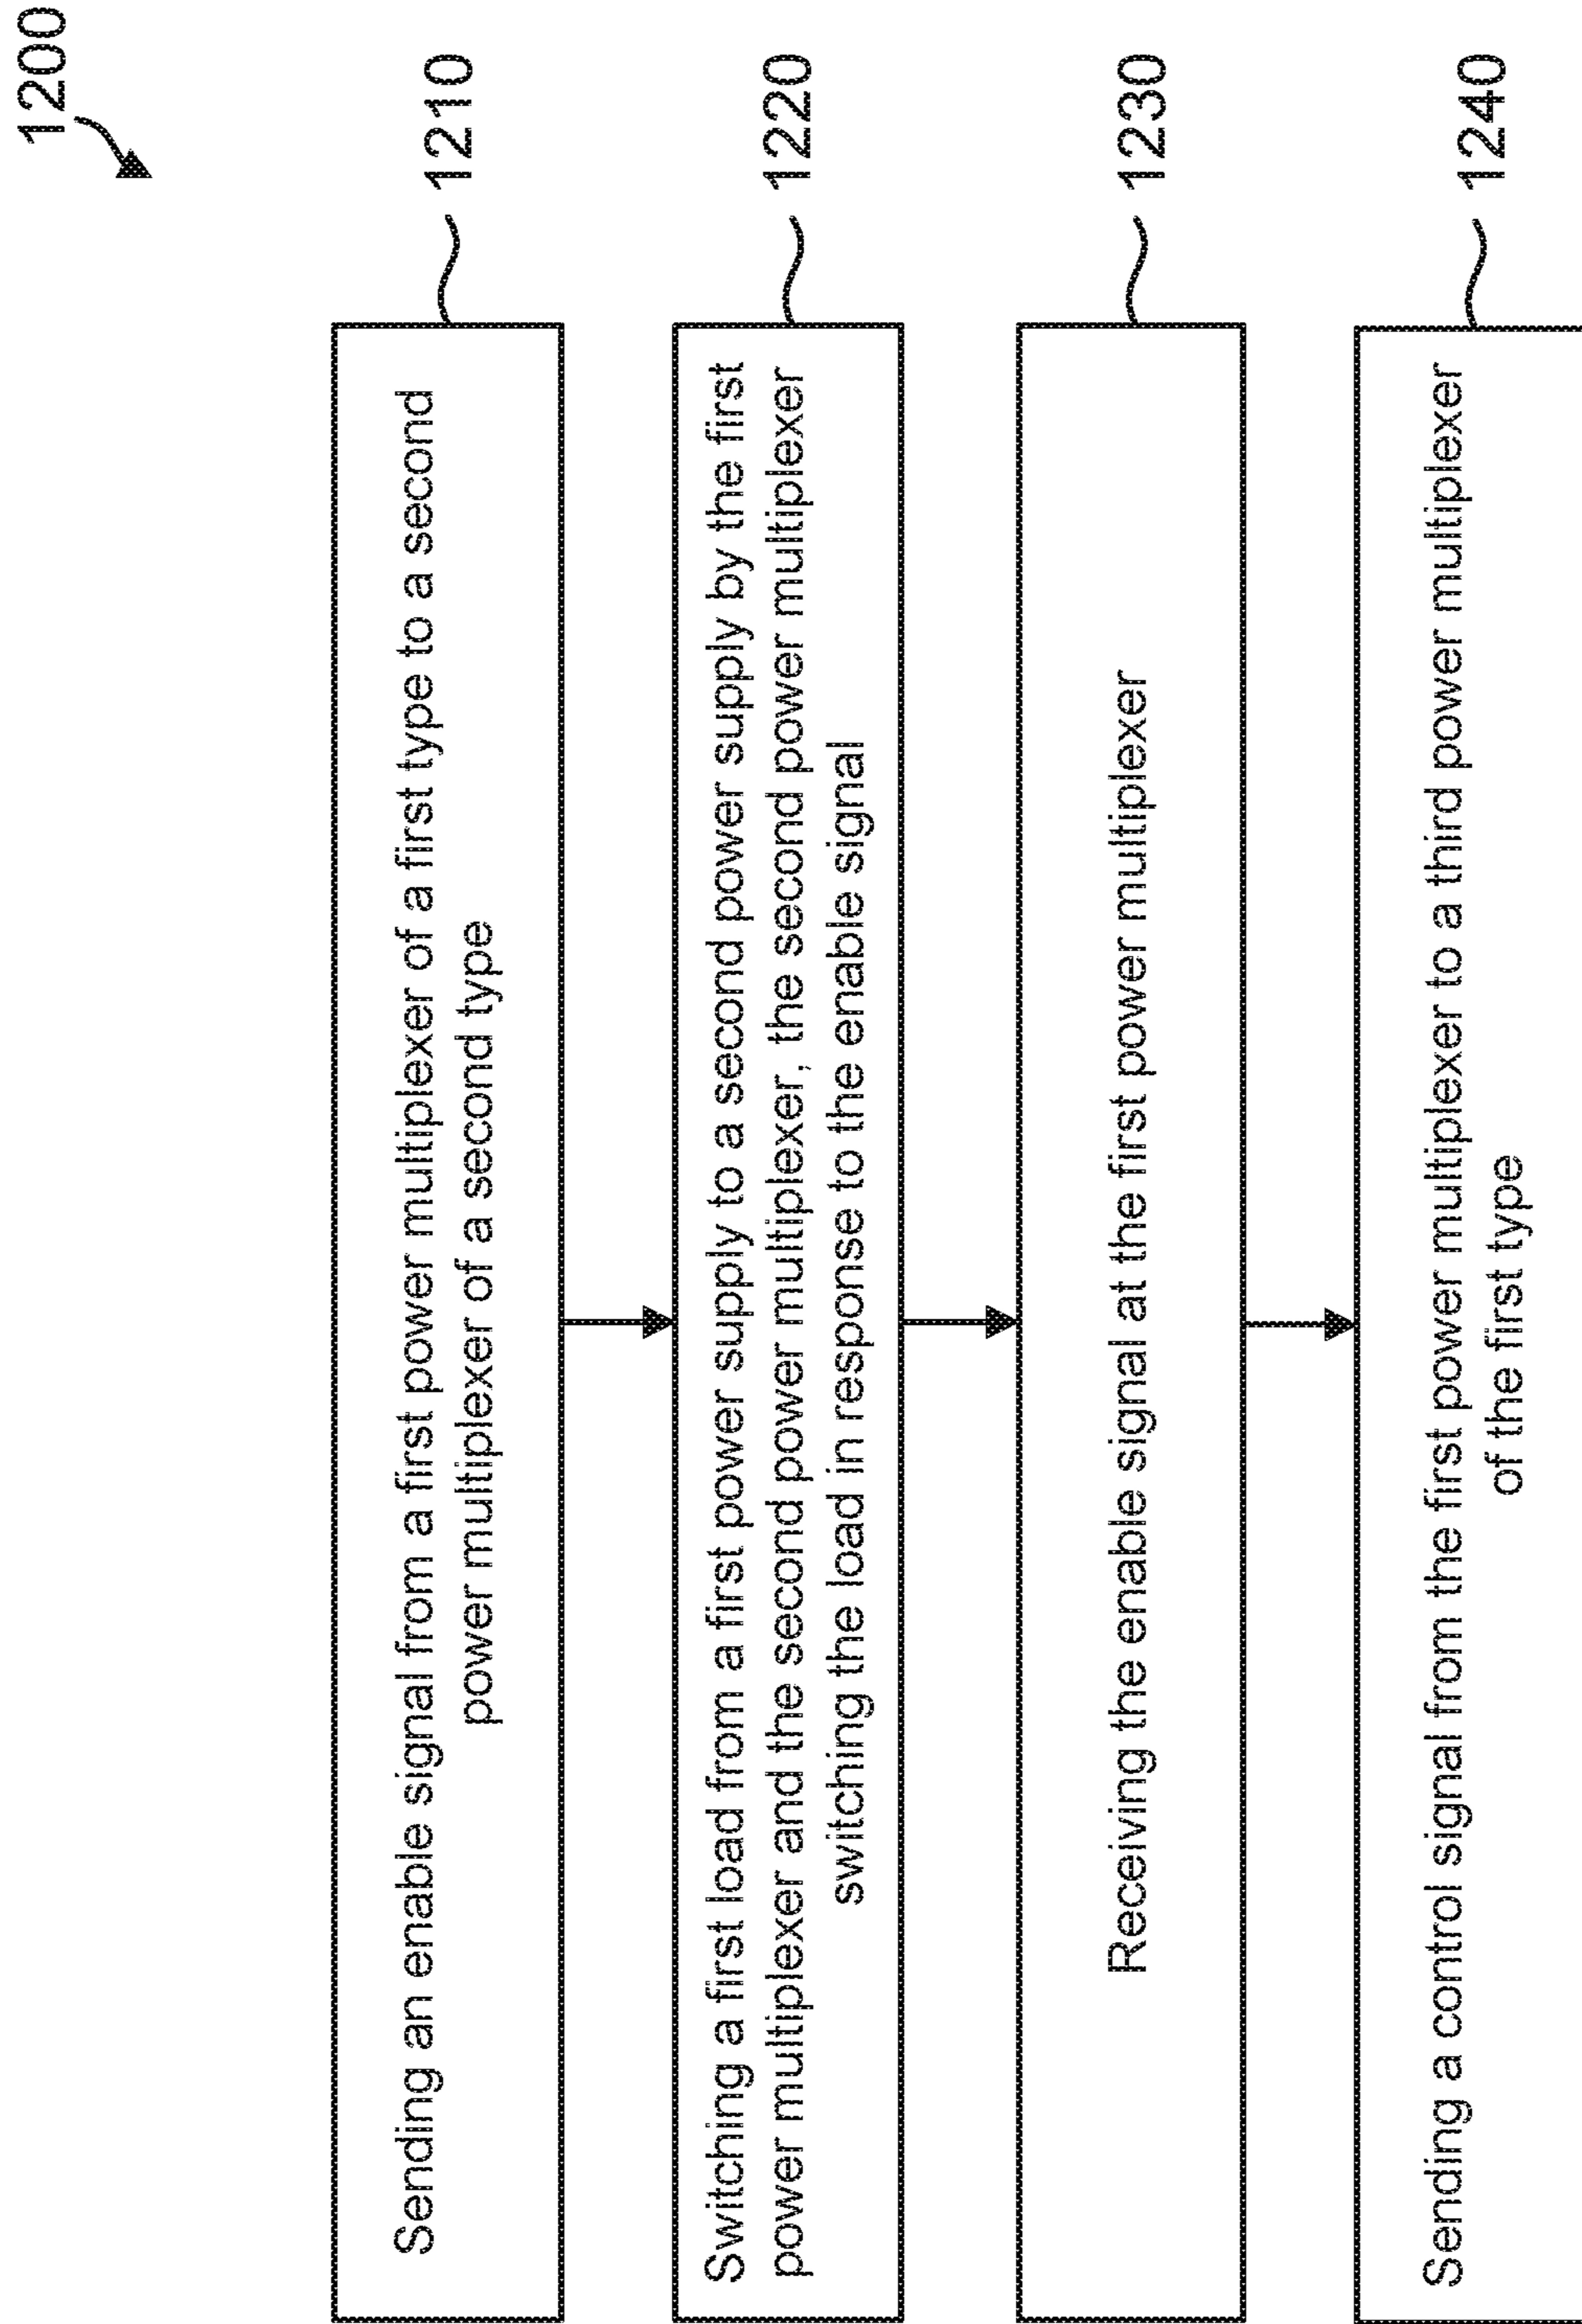 1200
Sending an enable signal from a first power multiplexer of a first type to a second
power multiplexer of a second type
1210
Switching a first load from a first power supply to a second power supply by the first
power multiplexer and the second power multiplexer, the second power multiplexer
switching the load in response to the enable signal
1220
Receiving the enable signal at the first power multiplexer
1230
Sending a control signal from the first power multiplexer to a third power multiplexer
of the first type
1240